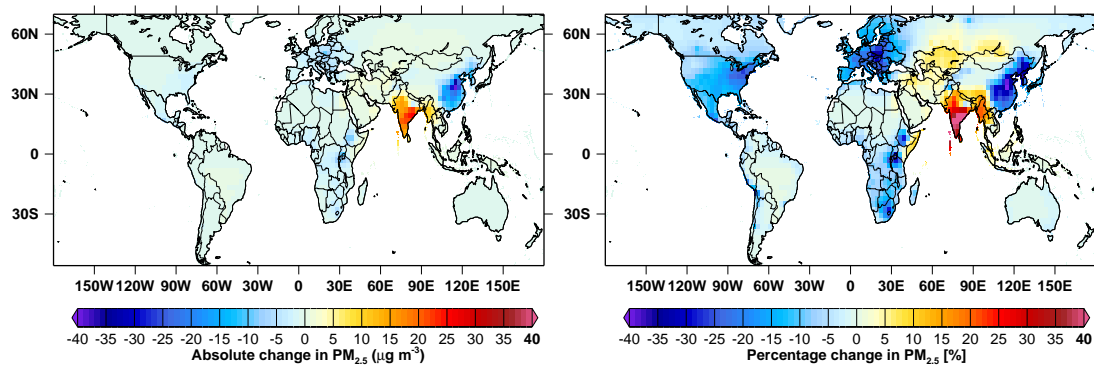 60N
30N
0
30S
150W 120W 90W 60W 30W 0 30E 60E 90E 120E 150E
-40 -35 -30 -25 -20 -15 -10 -5 0 5 10 15 20 25 30 35 40
Absolute change in PM2.5 (μg m-3)
60N
30N
0
30S
150W 120W 90W 60W 30W 0 30E 60E 90E 120E 150E
-40 -35 -30 -25 -20 -15 -10 -5 0 5 10 15 20 25 30 35 40
Percentage change in PM2.5 [%]